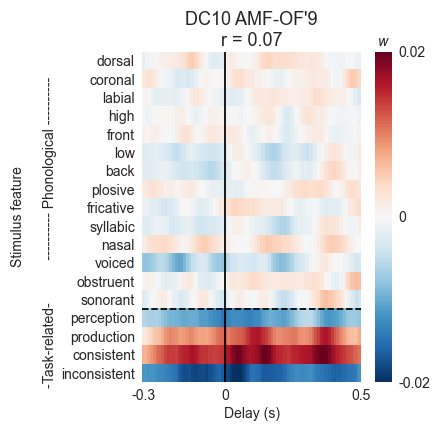 DC10 AMF-OF'9
r = 0.07
w
dorsal
coronal
labial
high
front
low
back
plosive
fricative
syllabic
nasal
voiced
obstruent
sonorant
perception
production
consistent
inconsistent
Stimulus feature
-Task-related-
----------- Phonological -----------
0.02
0
-0.02
-0.3
0
0.5
Delay (s)